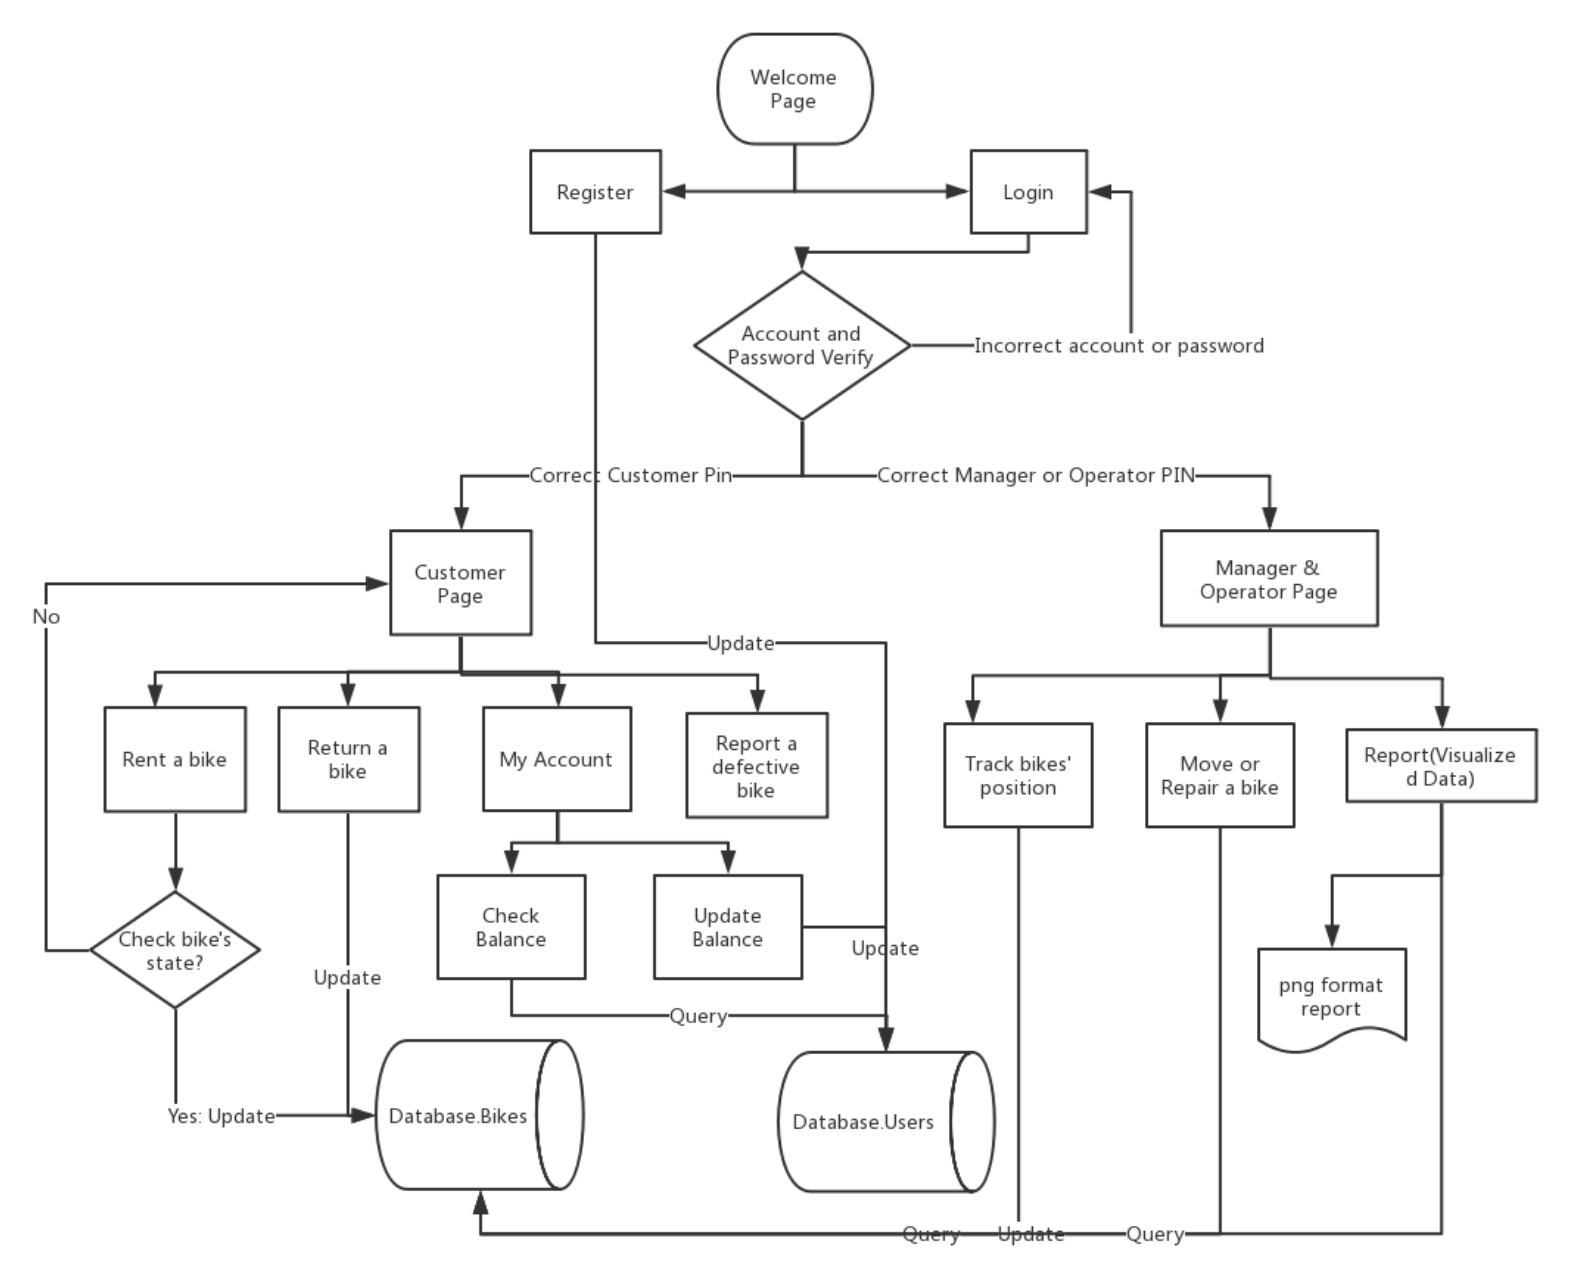 Welcome
Page
Register
Login
Account and
Password Verify
Incorrect account or password
Correct Customer Pin
Correct Manager or Operator PIN
Customer
Page
Manager &
Operator Page
No
Update
Rent a bike
Return a
bike
My Account
Report a
defective
bike
Track bikes'
position
Move or
Repair a bike
Report(Visualize
d Data)
Check
Balance
Update
Balance
Check bike's
state?
Update
Update
png format
report
Query
Yes: Update
Database.Bikes
Database.Users
Query
Update
Query